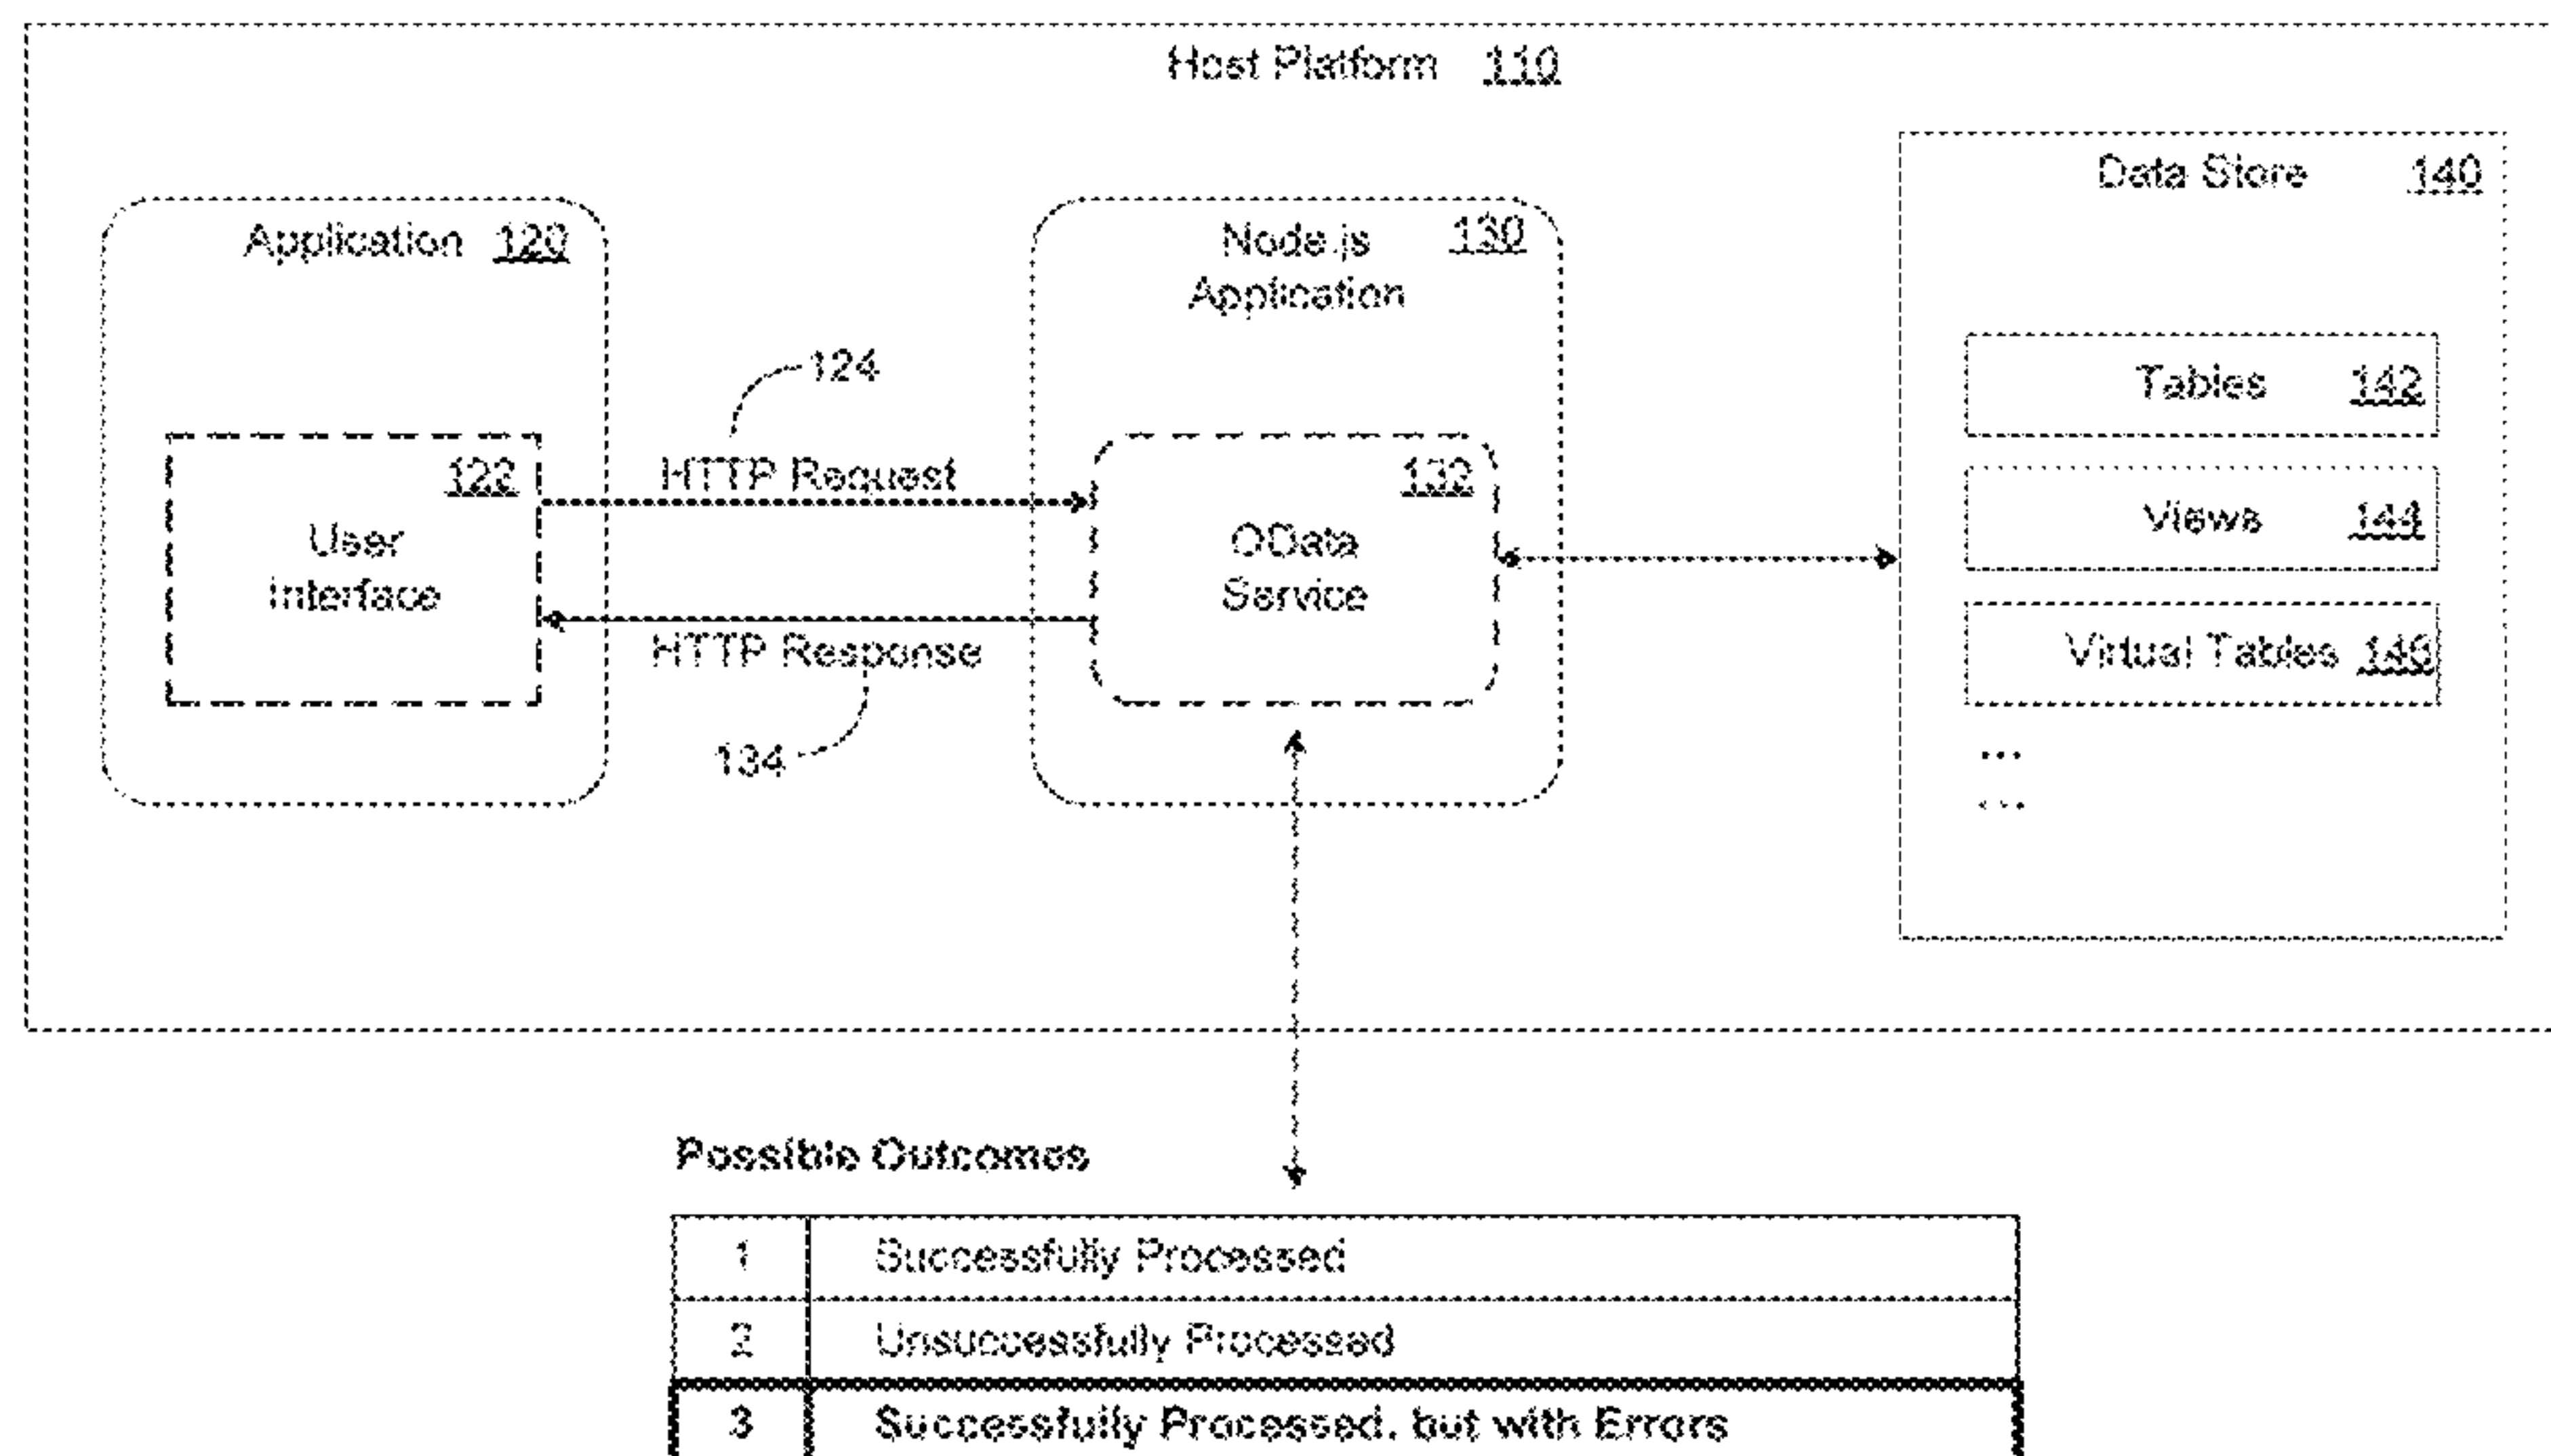 Host Platform 110
Application 120
122
User
Interface
124
HTTP Request
HTTP Response
134
Node.js 130
Application
132
OData
Service
Data Store 140
Tables 142
Views 144
Virtual Tables 146
...
...
Possible Outcomes
1 Successfully Processed
2 Unsuccessfully Processed
3 Successfully Processed, but with Errors